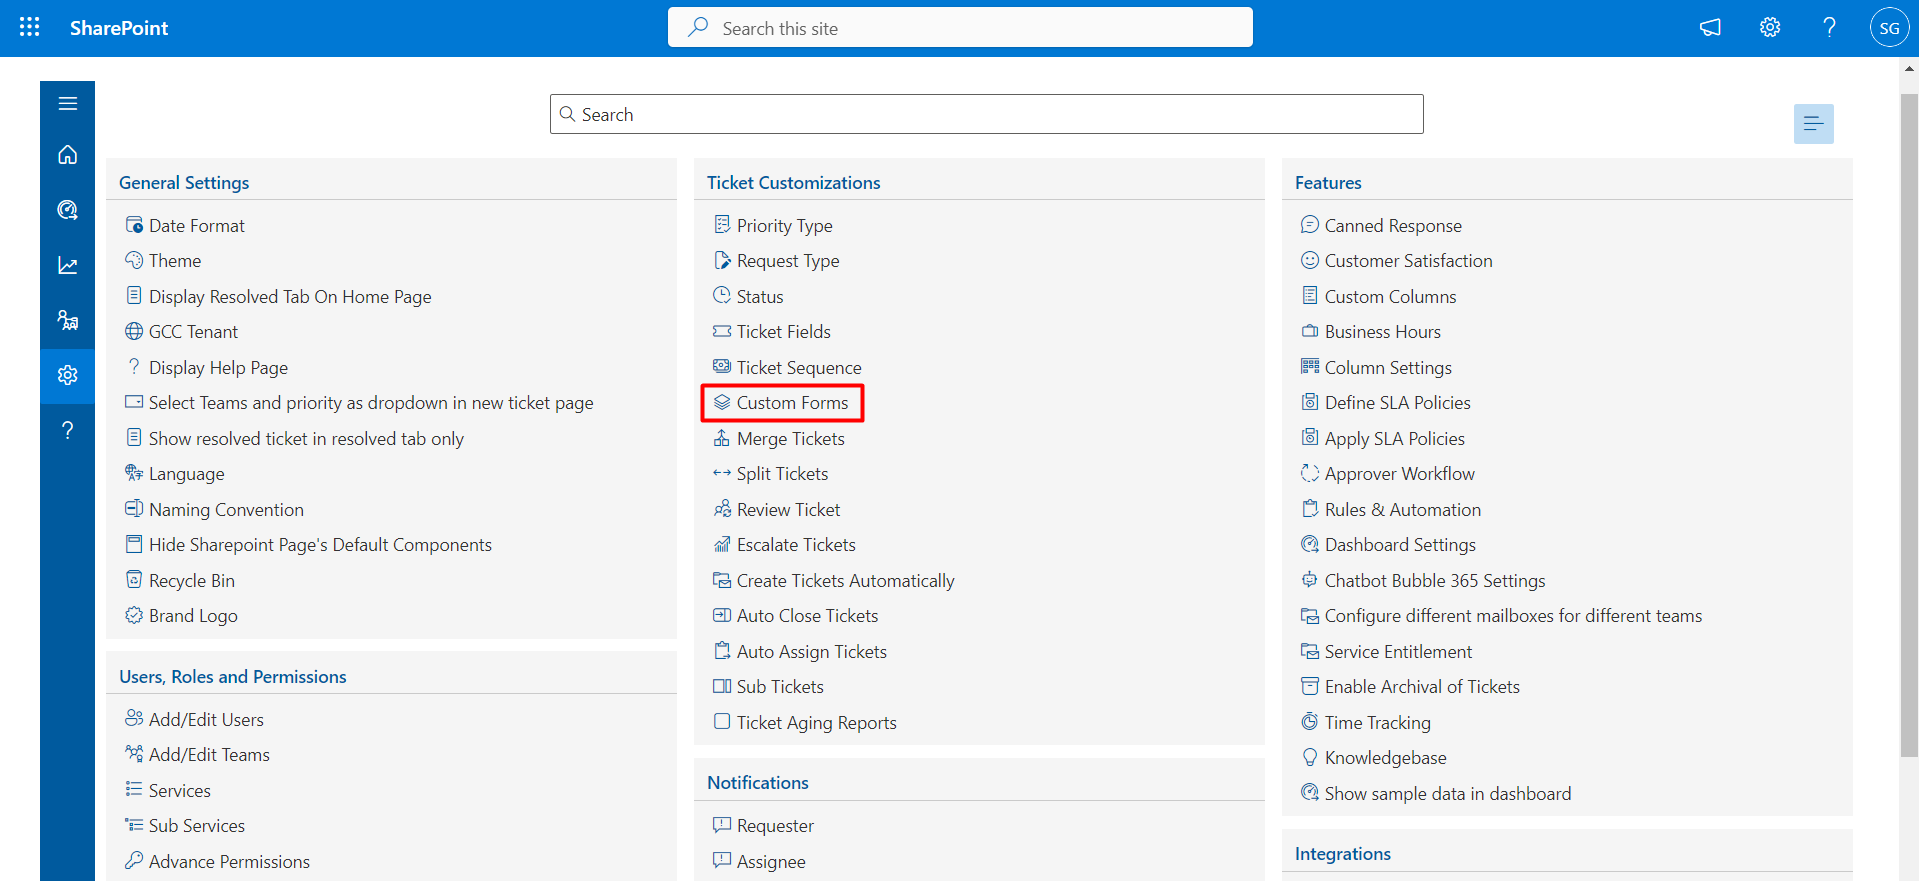 SharePoint
Search this site
SG
Search
General Settings
Date Format
Theme
Display Resolved Tab On Home Page
GCC Tenant
Display Help Page
Select Teams and priority as dropdown in new ticket page
Show resolved ticket in resolved tab only
Language
Naming Convention
Hide Sharepoint Page's Default Components
Recycle Bin
Brand Logo
Users, Roles and Permissions
Add/Edit Users
Add/Edit Teams
Services
Sub Services
Advance Permissions
Ticket Customizations
Priority Type
Request Type
Status
Ticket Fields
Ticket Sequence
Custom Forms
Merge Tickets
Split Tickets
Review Ticket
Escalate Tickets
Create Tickets Automatically
Auto Close Tickets
Auto Assign Tickets
Sub Tickets
Ticket Aging Reports
Notifications
Requester
Assignee
Features
Canned Response
Customer Satisfaction
Custom Columns
Business Hours
Column Settings
Define SLA Policies
Apply SLA Policies
Approver Workflow
Rules & Automation
Dashboard Settings
Chatbot Bubble 365 Settings
Configure different mailboxes for different teams
Service Entitlement
Enable Archival of Tickets
Time Tracking
Knowledgebase
Show sample data in dashboard
Integrations